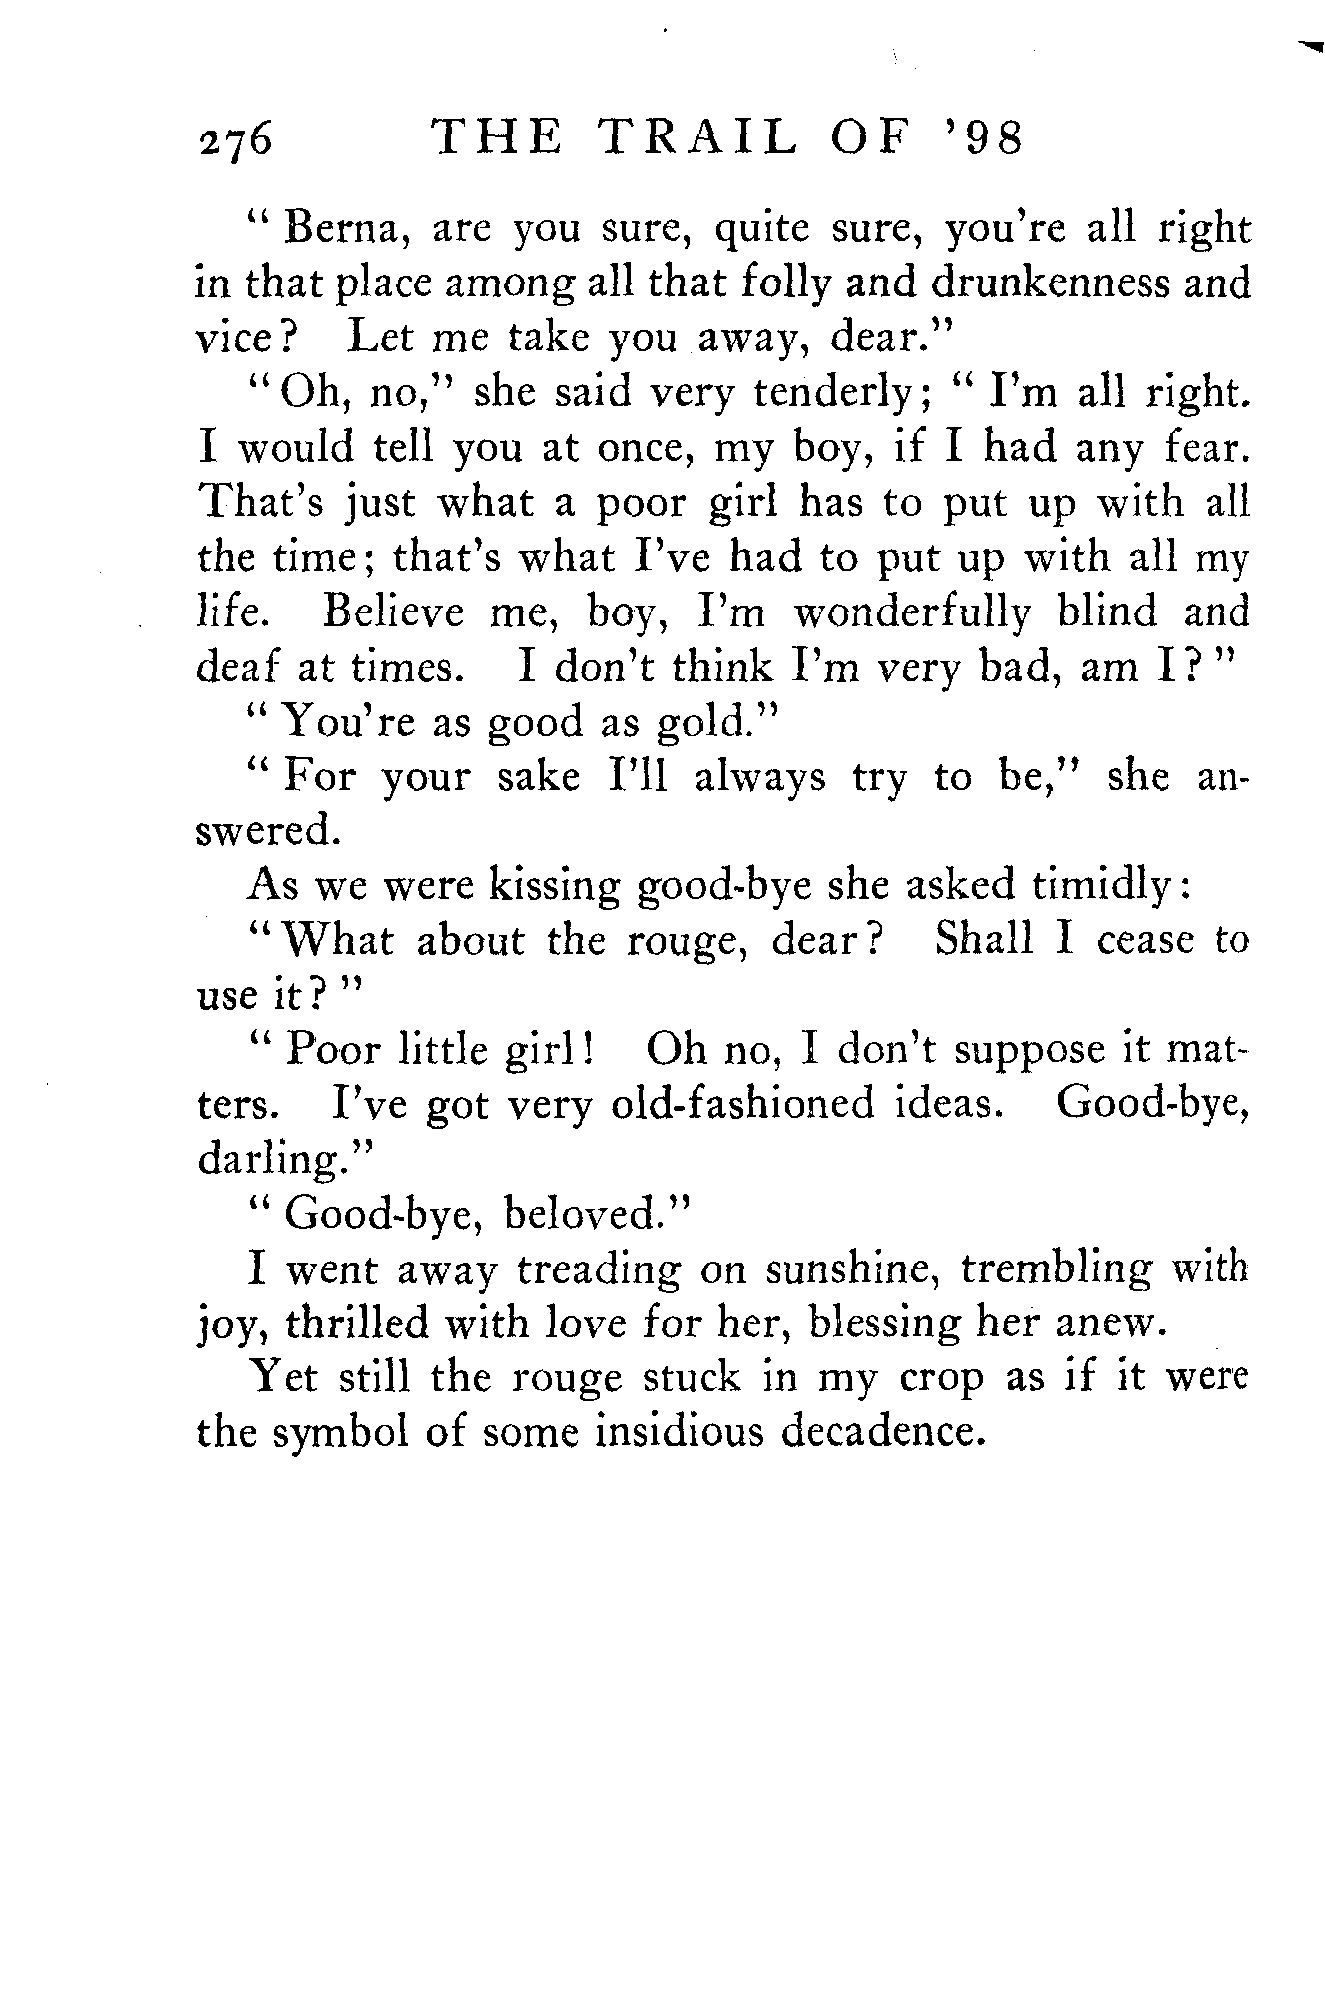 276 THE TRAIL OF '98
" Berna, are you sure, quite sure, you're all right
in that place among all that folly and drunkenness and
vice? Let me take you away, dear."
" Oh, no," she said very tenderly; " I'm all right.
I would tell you at once, my boy, if I had any fear.
That's just what a poor girl has to put up with all
the time; that's what I've had to put up with all my
life. Believe me, boy, I'm wonderfully blind and
deaf at times. I don't think I'm very bad, am I? "
" You're as good as gold."
" For your sake I'll always try to be," she an-
swered.
As we were kissing good-bye she asked timidly:
" What about the rouge, dear? Shall I cease to
use it? "
" Poor little girl! Oh no, I don't suppose it mat-
ters. I've got very old-fashioned ideas. Good-bye,
darling."
" Good-bye, beloved."
I went away treading on sunshine, trembling with
joy, thrilled with love for her, blessing her anew.
Yet still the rouge stuck in my crop as if it were
the symbol of some insidious decadence.